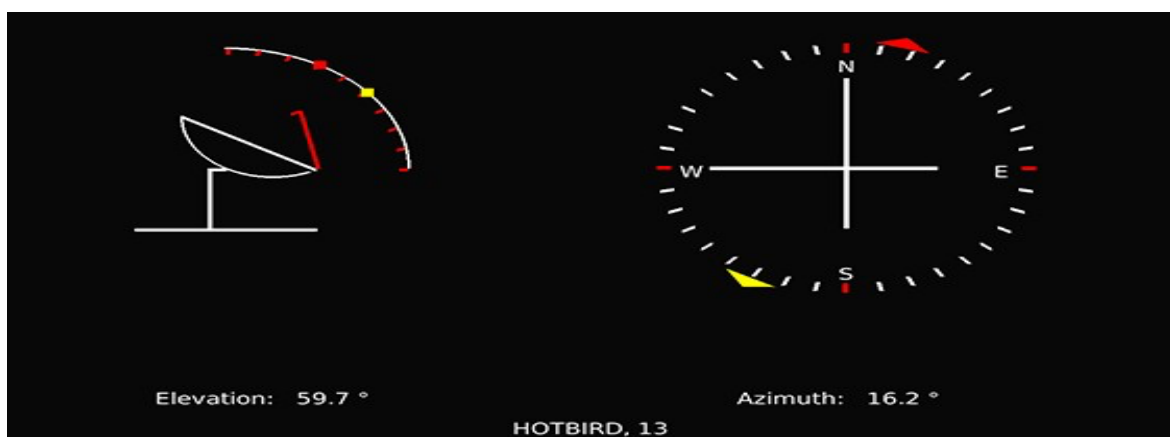 N
W
E
S
Elevation: 59.7 °
Azimuth: 16.2 °
HOTBIRD, 13